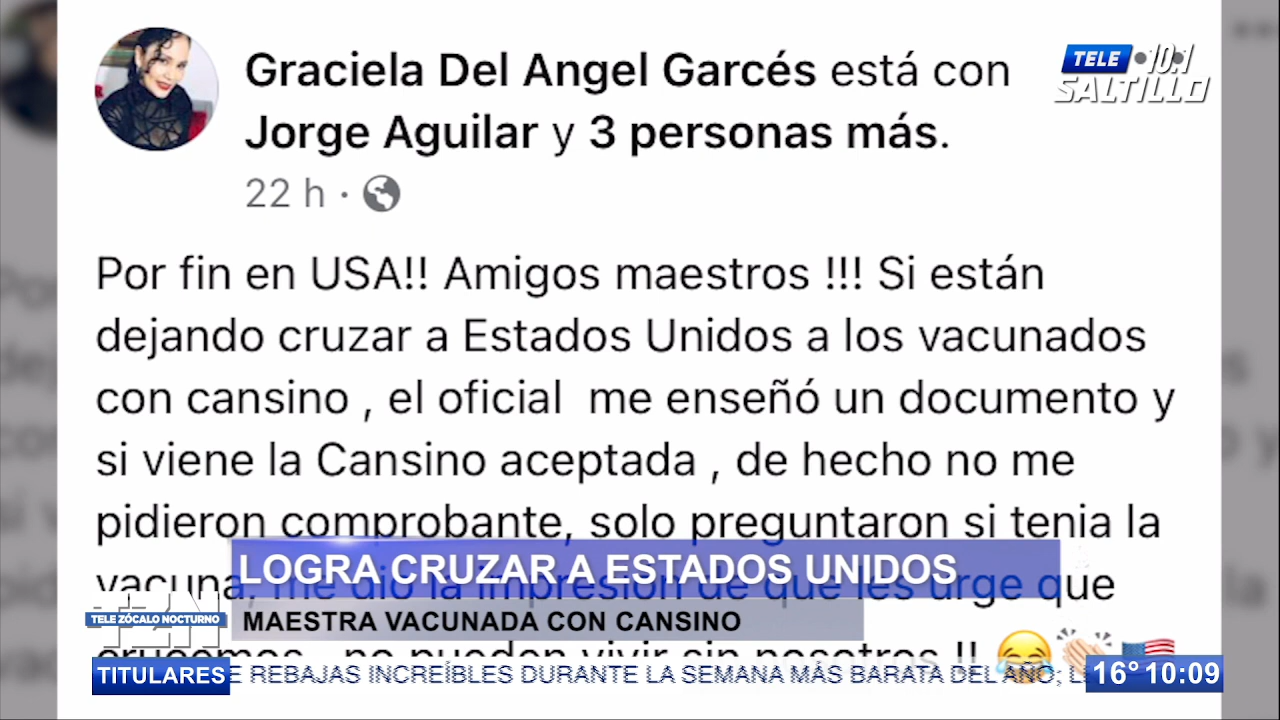 Graciela Del Angel Garcés está con
Jorge Aguilar y 3 personas más.
22 h ·
TELE 10.1
SALTILLO
Por fin en USA!! Amigos maestros !!! Si están
dejando cruzar a Estados Unidos a los vacunados
con cansino , el oficial me enseñó un documento y
si viene la Cansino aceptada , de hecho no me
pidieron comprobante, solo preguntaron si tenia la
vacuna, me dio la impresión de que les urge que
crucemos , no pueden vivir sin nosotros !! 😂👏🏻🇺🇸
LOGRA CRUZAR A ESTADOS UNIDOS
MAESTRA VACUNADA CON CANSINO
TZN
TELE ZÓCALO NOCTURNO
TITULARES
E REBAJAS INCREÍBLES DURANTE LA SEMANA MÁS BARATA DEL AÑO;
16° 10:09